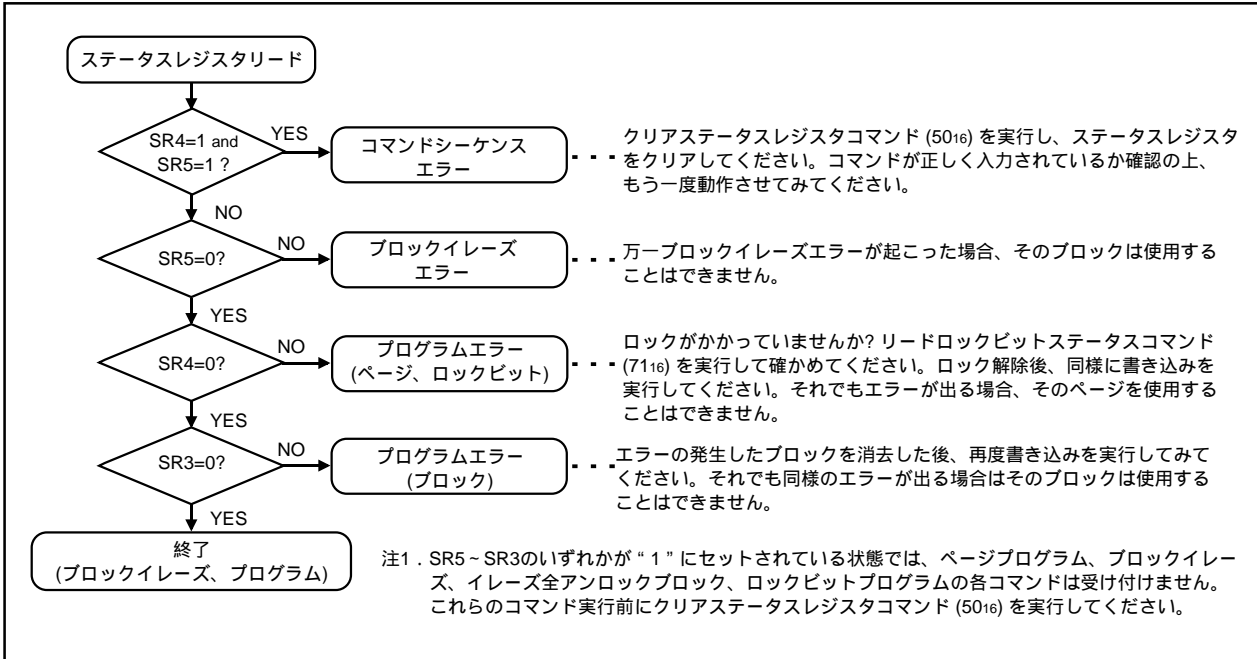 ステータスレジスタリード
SR4=1 and
SR5=1 ?
YES
コマンドシーケンス
エラー
クリアステータスレジスタコマンド (5016) を実行し、ステータスレジスタ
をクリアしてください。コマンドが正しく入力されているか確認の上、
もう一度動作させてみてください。
NO
SR5=0?
NO
ブロックイレーズ
エラー
万一ブロックイレーズエラーが起こった場合、そのブロックは使用する
ことはできません。
YES
SR4=0?
NO
プログラムエラー
(ページ、ロックビット)
ロックがかかっていませんか? リードロックビットステータスコマンド
(7116) を実行して確かめてください。ロック解除後、同様に書き込みを
実行してください。それでもエラーが出る場合、そのページを使用する
ことはできません。
YES
SR3=0?
NO
プログラムエラー
(ブロック)
エラーの発生したブロックを消去した後、再度書き込みを実行してみて
ください。それでも同様のエラーが出る場合はそのブロックは使用する
ことはできません。
YES
終了
(ブロックイレーズ、プログラム)
注1．SR5～SR3のいずれかが“1”にセットされている状態では、ページプログラム、ブロックイレー
ズ、イレーズ全アンロックブロック、ロックビットプログラムの各コマンドは受け付けません。
これらのコマンド実行前にクリアステータスレジスタコマンド (5016) を実行してください。